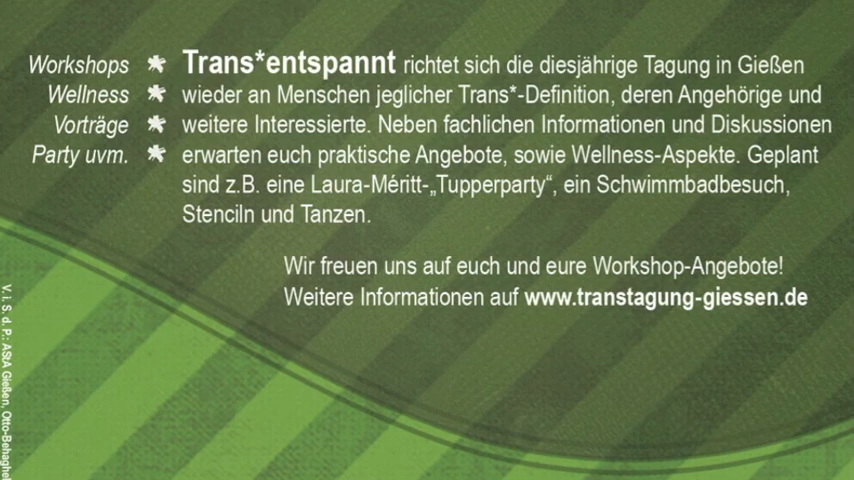 Workshops * Trans*entspannt richtet sich die diesjährige Tagung in Gießen
Wellness * wieder an Menschen jeglicher Trans*-Definition, deren Angehörige und
Vorträge * weitere Interessierte. Neben fachlichen Informationen und Diskussionen
Party uvm. * erwarten euch praktische Angebote, sowie Wellness-Aspekte. Geplant
sind z.B. eine Laura-Méritt-„Tupperparty“, ein Schwimmbadbesuch,
Stenciln und Tanzen.
Wir freuen uns auf euch und eure Workshop-Angebote!
Weitere Informationen auf www.transtagung-giessen.de
V. i. S. d. P.: AStA Gießen, Otto-Behaghel